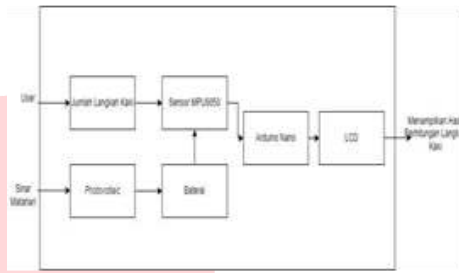 User
Jumlah Langkah Kaki
Sensor MPU6050
Arduino Nano
LCD
Menampilkan Hasil
Perhitungan Langkah
Kaki
Sinar
Matahari
Photovoltaic
Baterai